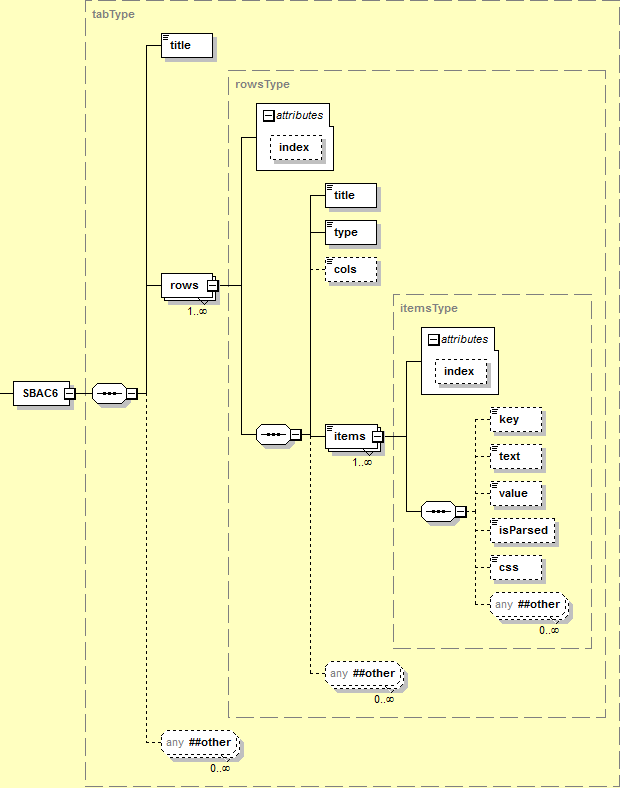 tabType
title
rowsType
attributes
index
title
type
cols
rows
1..∞
itemsType
attributes
index
SBAC6
items
1..∞
key
text
value
isParsed
css
any ##other
0..∞
any ##other
0..∞
any ##other
0..∞